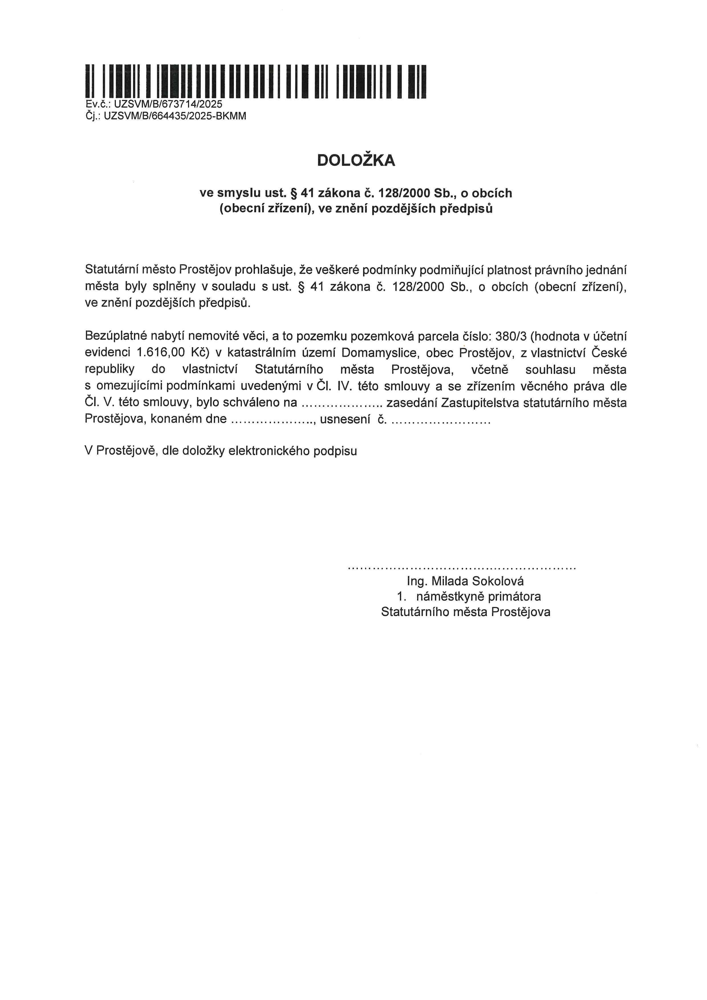 Ev.č.: UZSVM/B/673714/2025
Čj.: UZSVM/B/664435/2025-BKMM
DOLOŽKA
ve smyslu ust. § 41 zákona č. 128/2000 Sb., o obcích
(obecní zřízení), ve znění pozdějších předpisů
Statutární město Prostějov prohlašuje, že veškeré podmínky podmiňující platnost právního jednání
města byly splněny v souladu s ust. § 41 zákona č. 128/2000 Sb., o obcích (obecní zřízení),
ve znění pozdějších předpisů.
Bezúplatné nabytí nemovité věci, a to pozemku pozemková parcela číslo: 380/3 (hodnota v účetní
evidenci 1.616,00 Kč) v katastrálním území Domamyslice, obec Prostějov, z vlastnictví České
republiky do vlastnictví Statutárního města Prostějova, včetně souhlasu města
s omezujícími podmínkami uvedenými v Čl. IV. této smlouvy a se zřízením věcného práva dle
Čl. V. této smlouvy, bylo schváleno na .................... zasedání Zastupitelstva statutárního města
Prostějova, konaném dne ...................., usnesení č. ........................
V Prostějově, dle doložky elektronického podpisu
........................................................
Ing. Milada Sokolová
1. náměstkyně primátora
Statutárního města Prostějova